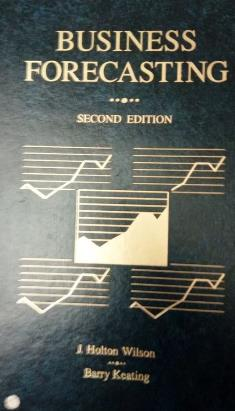 BUSINESS
FORECASTING
SECOND EDITION
J. Holton Wilson
Barry Keating